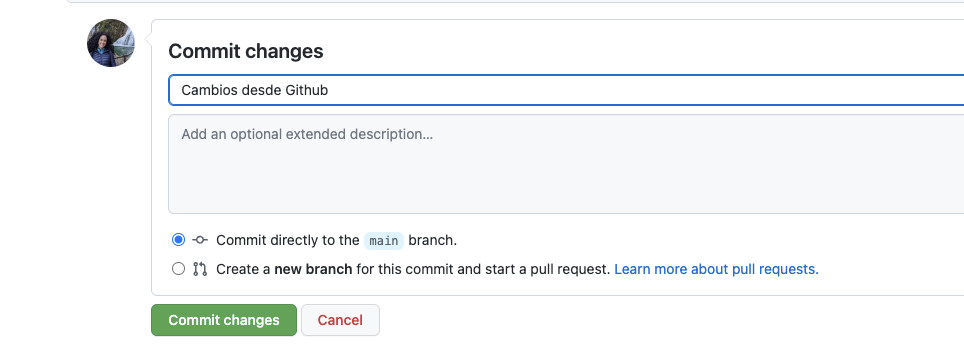 Commit changes
Cambios desde Github
Add an optional extended description...
Commit directly to the main branch.
Create a new branch for this commit and start a pull request. Learn more about pull requests.
Commit changes
Cancel